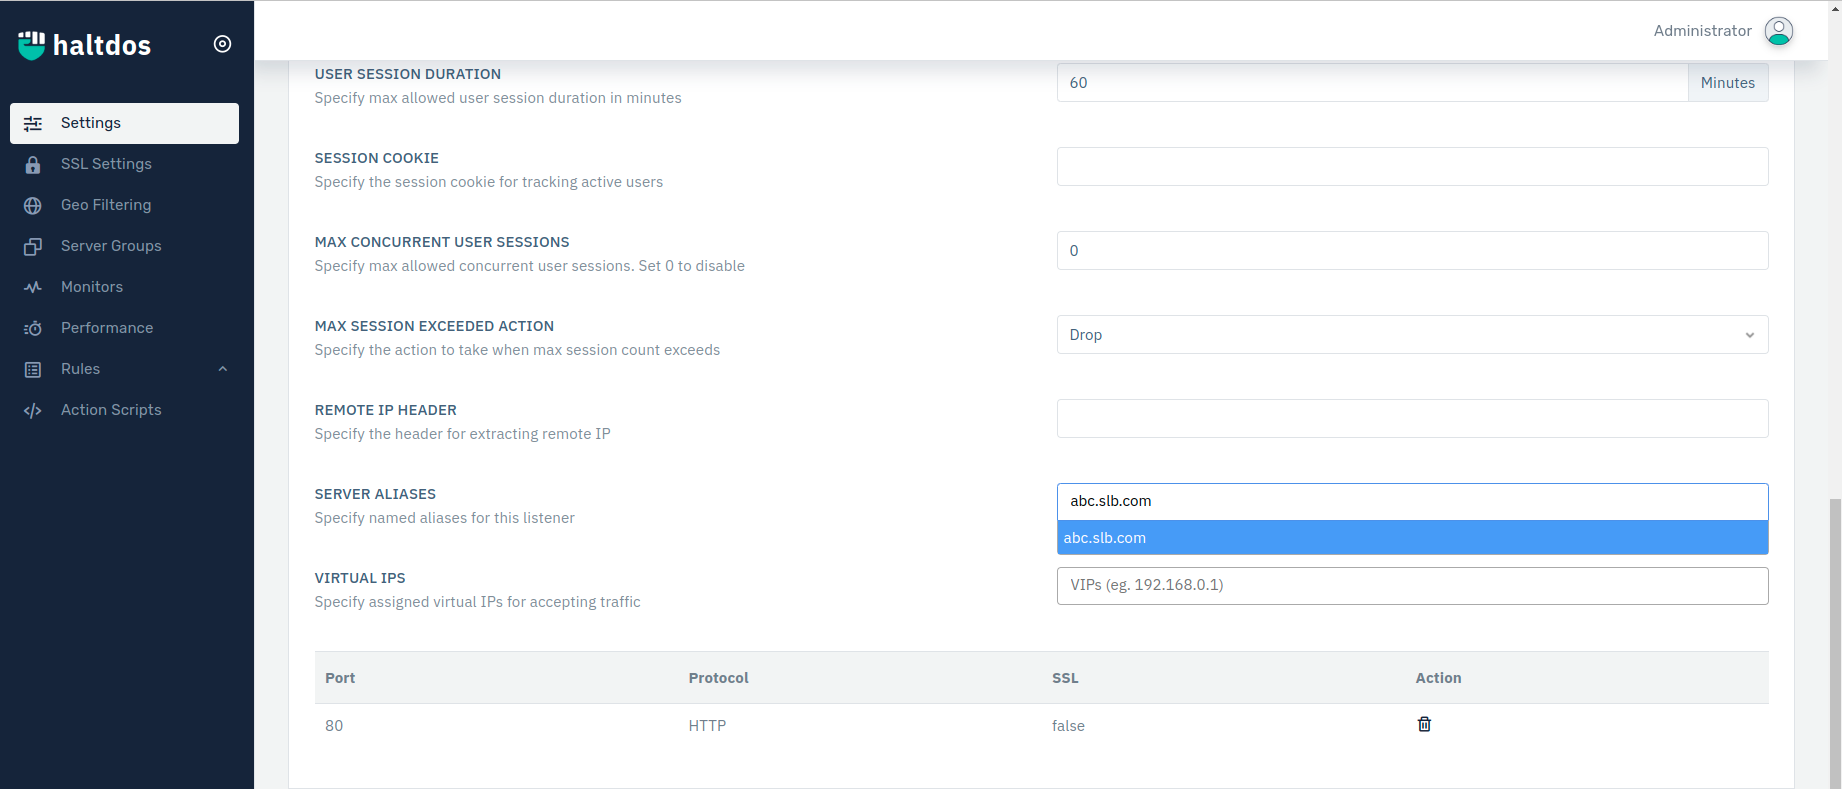 haltdos
Administrator
Settings
SSL Settings
Geo Filtering
Server Groups
Monitors
Performance
Rules
Action Scripts
USER SESSION DURATION
Specify max allowed user session duration in minutes
60
Minutes
SESSION COOKIE
Specify the session cookie for tracking active users
MAX CONCURRENT USER SESSIONS
Specify max allowed concurrent user sessions. Set 0 to disable
0
MAX SESSION EXCEEDED ACTION
Specify the action to take when max session count exceeds
Drop
REMOTE IP HEADER
Specify the header for extracting remote IP
SERVER ALIASES
Specify named aliases for this listener
abc.slb.com
abc.slb.com
VIRTUAL IPS
Specify assigned virtual IPs for accepting traffic
VIPs (eg. 192.168.0.1)
Port Protocol SSL Action
80 HTTP false